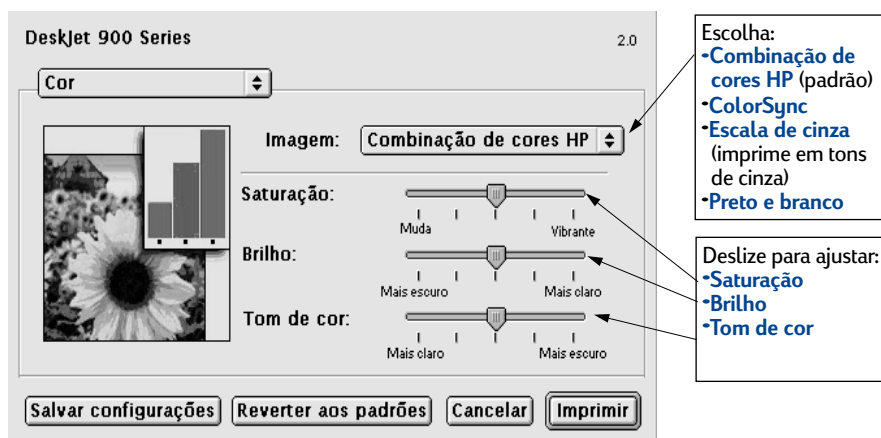 DeskJet 900 Series
2.0
Cor
Imagem:
Combinação de cores HP
Saturação:
Muda
Vibrante
Brilho:
Mais escuro
Mais claro
Tom de cor:
Mais claro
Mais escuro
Salvar configurações
Reverter aos padrões
Cancelar
Imprimir
Escolha:
•Combinação de
cores HP (padrão)
•ColorSync
•Escala de cinza
(imprime em tons
de cinza)
•Preto e branco
Deslize para ajustar:
•Saturação
•Brilho
•Tom de cor